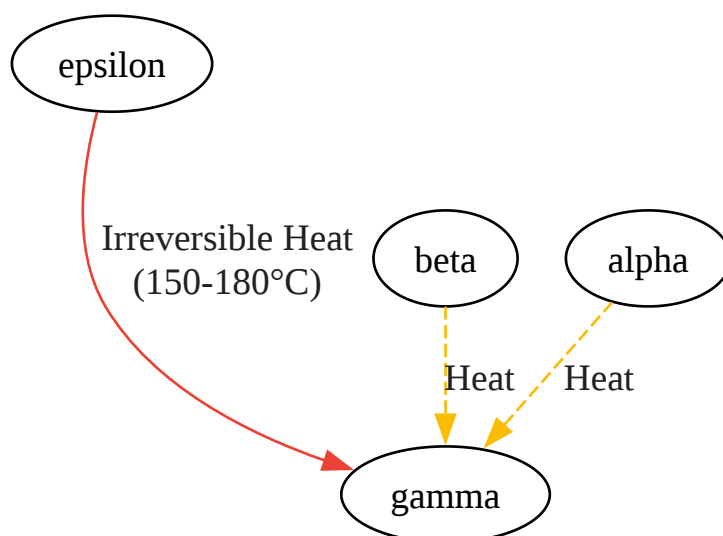 epsilon
Irreversible Heat
(150-180°C)
beta
alpha
Heat
Heat
gamma